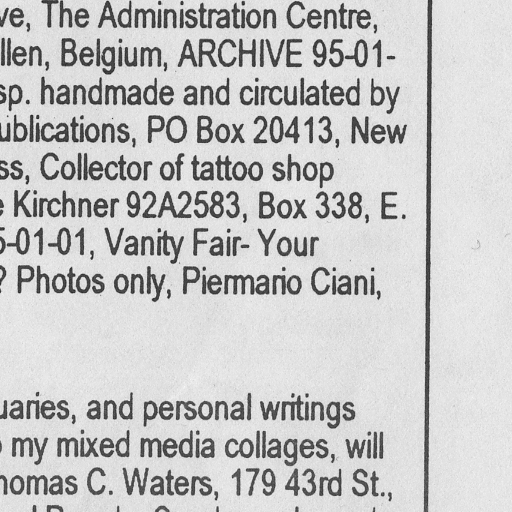 ve, The Administration Centre,
llen, Belgium, ARCHIVE 95-01-
sp. handmade and circulated by
ublications, PO Box 20413, New
ss, Collector of tattoo shop
e Kirchner 92A2583, Box 338, E.
5-01-01, Vanity Fair- Your
? Photos only, Piermario Ciani,
uaries, and personal writings
o my mixed media collages, will
homas C. Waters, 179 43rd St.,